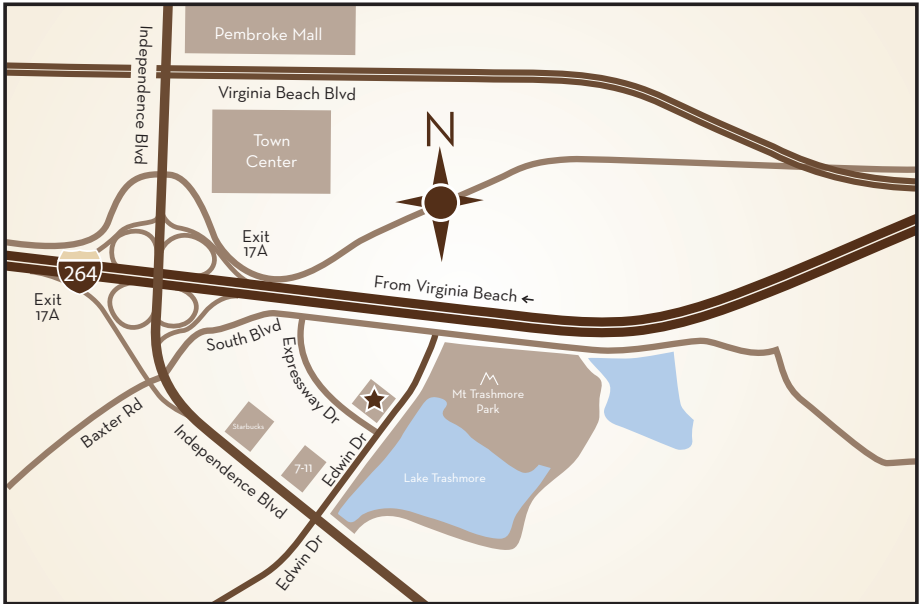 Pembroke Mall
Independence Blvd
Virginia Beach Blvd
N
Town
Center
Exit
17A
264
From Virginia Beach
Exit
17A
South Blvd
Expressway Dr
Mt Trashmore
Park
Baxter Rd
Starbucks
Independence Blvd
7-11
Edwin Dr
Lake Trashmore
Edwin Dr